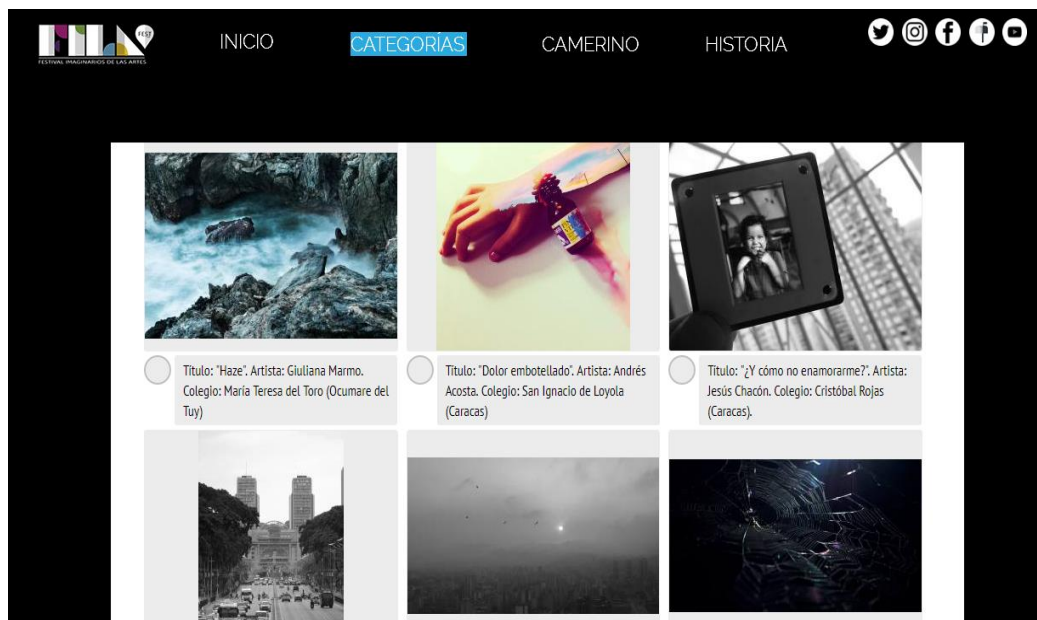 FILA
FEST
FESTIVAL IMAGINARIOS DE LAS ARTES
INICIO
CATEGORÍAS
CAMERINO
HISTORIA
Título: "Haze". Artista: Giuliana Marmo.
Colegio: María Teresa del Toro (Ocumare del
Tuy)
Título: "Dolor embotellado". Artista: Andrés
Acosta. Colegio: San Ignacio de Loyola
(Caracas)
Título: "¿Y cómo no enamorarme?". Artista:
Jesús Chacón. Colegio: Cristóbal Rojas
(Caracas).